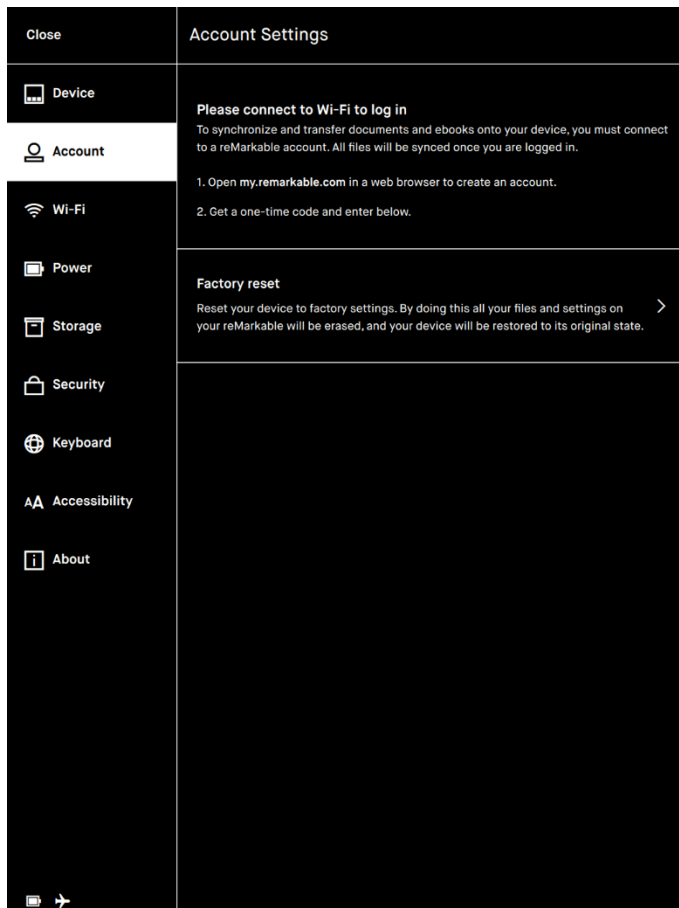 Close
Account Settings
Device
Account
Wi-Fi
Power
Storage
Security
Keyboard
AA Accessibility
i About
Please connect to Wi-Fi to log in
To synchronize and transfer documents and ebooks onto your device, you must connect
to a reMarkable account. All files will be synced once you are logged in.
1. Open my.remarkable.com in a web browser to create an account.
2. Get a one-time code and enter below.
Factory reset
Reset your device to factory settings. By doing this all your files and settings on
your reMarkable will be erased, and your device will be restored to its original state.